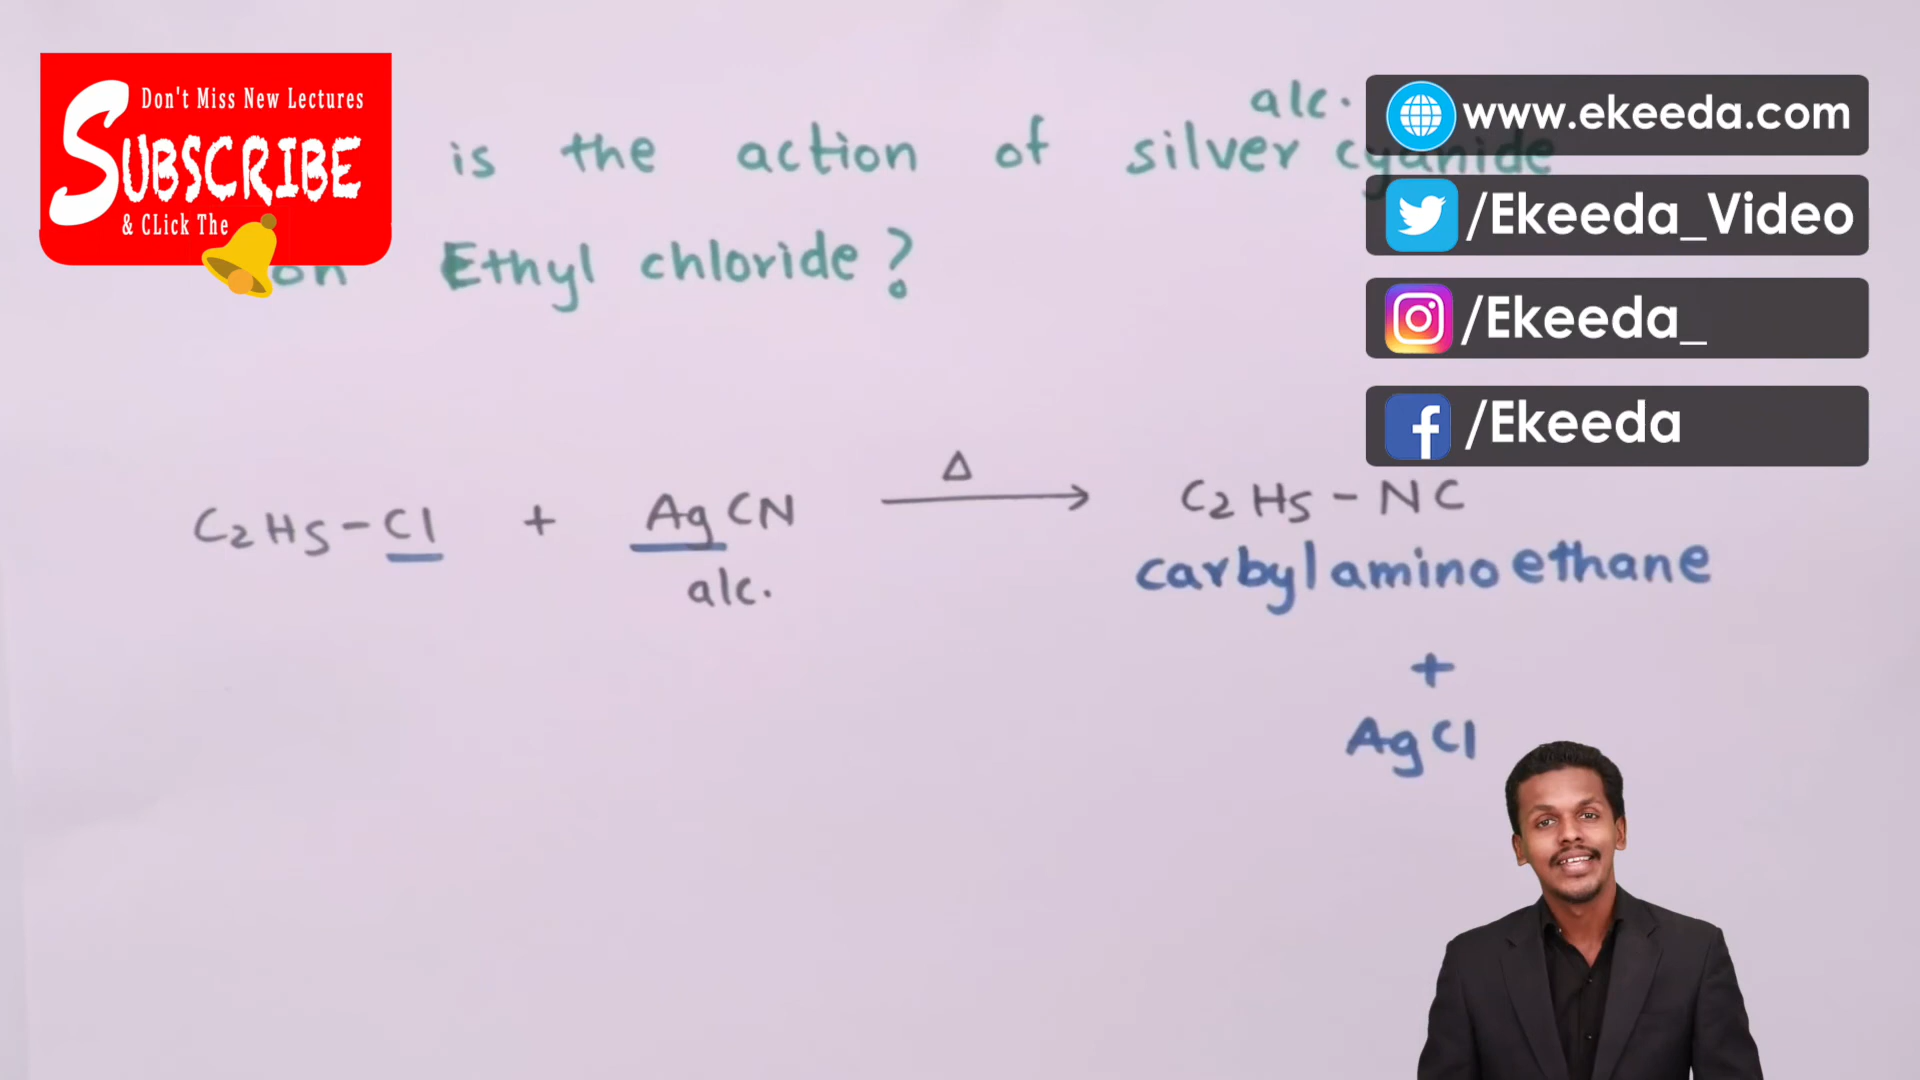 Don't Miss New Lectures
SUBSCRIBE
& CLick The
alc.
is the action of silver cyanide
on Ethyl chloride?
www.ekeeda.com
/Ekeeda_Video
/Ekeeda_
/Ekeeda
Δ
C2H5-Cl + AgCN → C2H5-NC
alc.
carbylaminoethane
+
AgCl